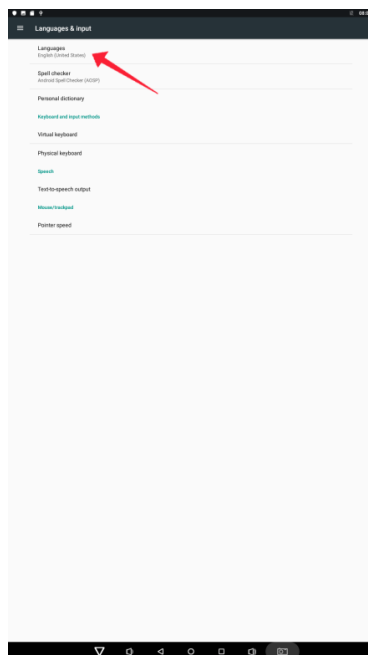 Languages & input
Languages
English (United States)
Spell checker
Android Spell Checker (AOSP)
Personal dictionary
Keyboard and input methods
Virtual keyboard
Physical keyboard
Speech
Text-to-speech output
Mouse/trackpad
Pointer speed